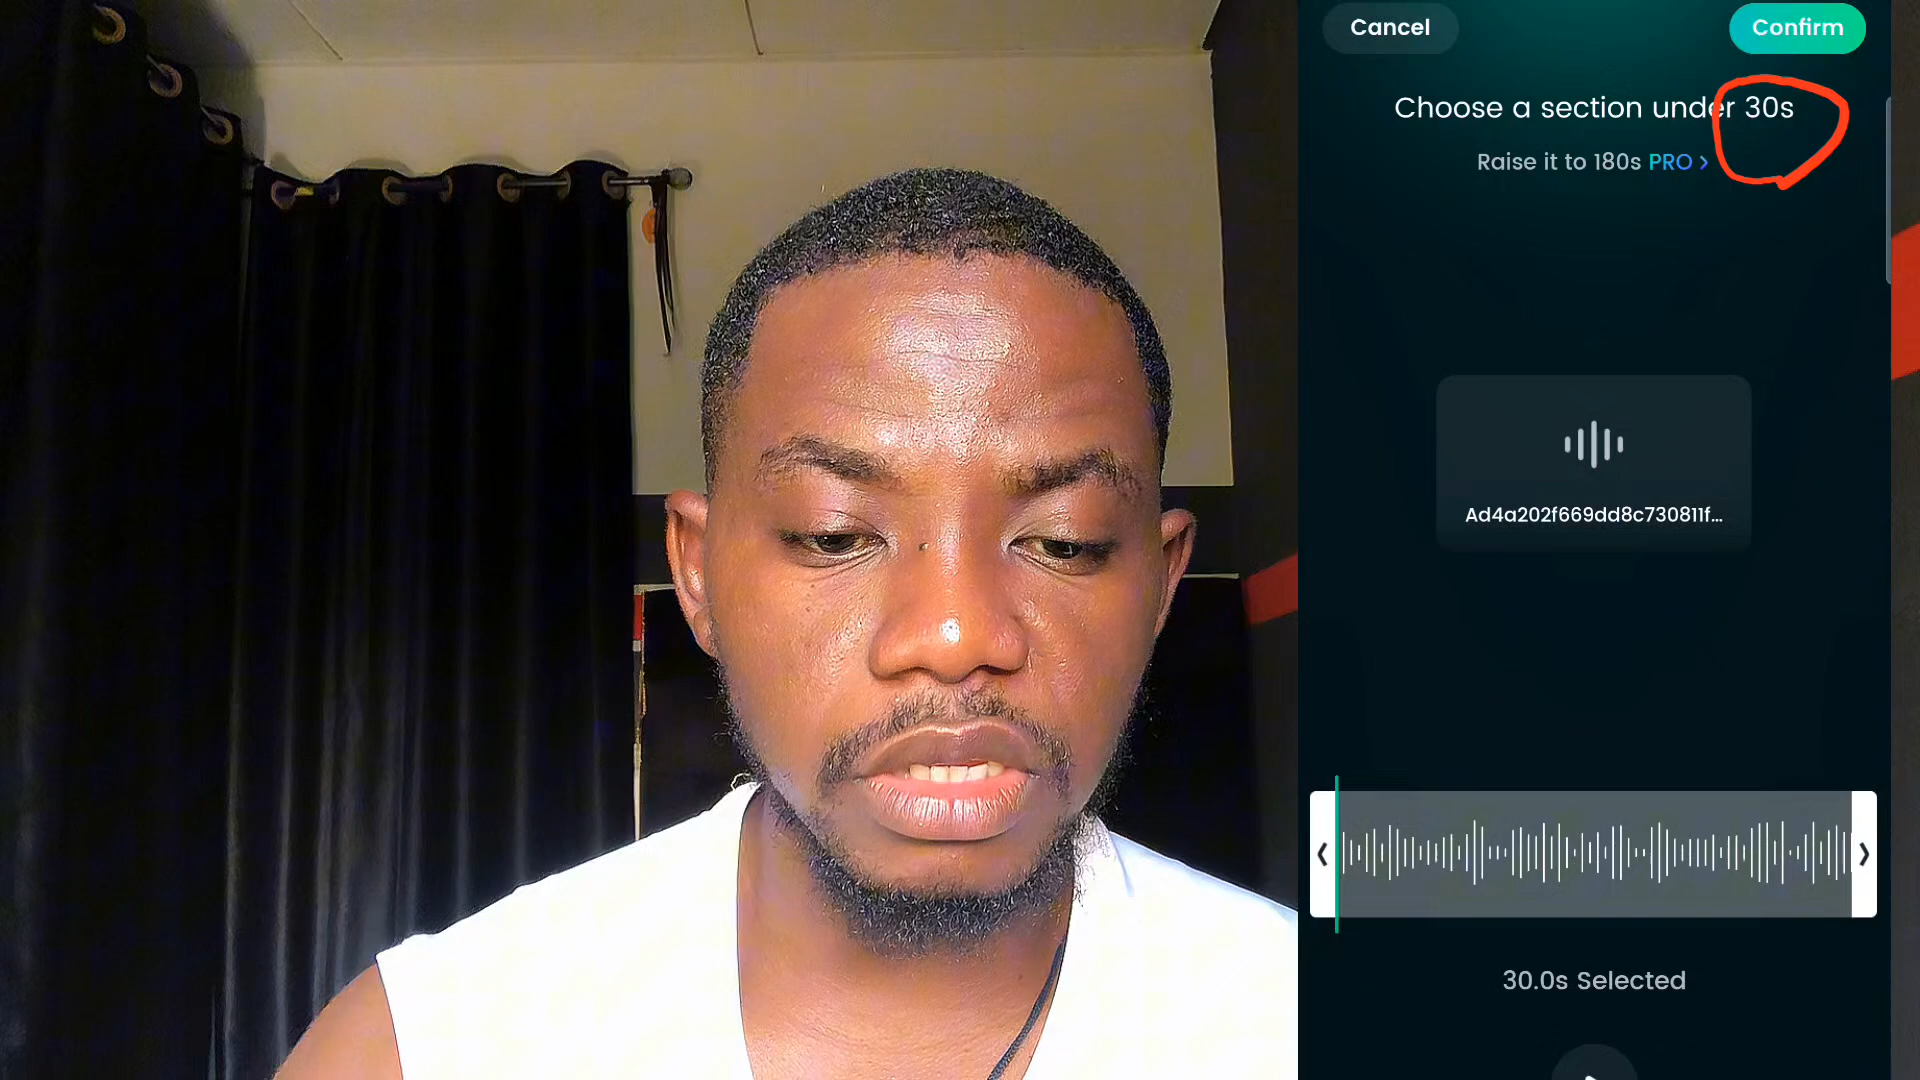 Cancel
Confirm
Choose a section under 30s
Raise it to 180s PRO >
Ad4a202f669dd8c730811f...
30.0s Selected